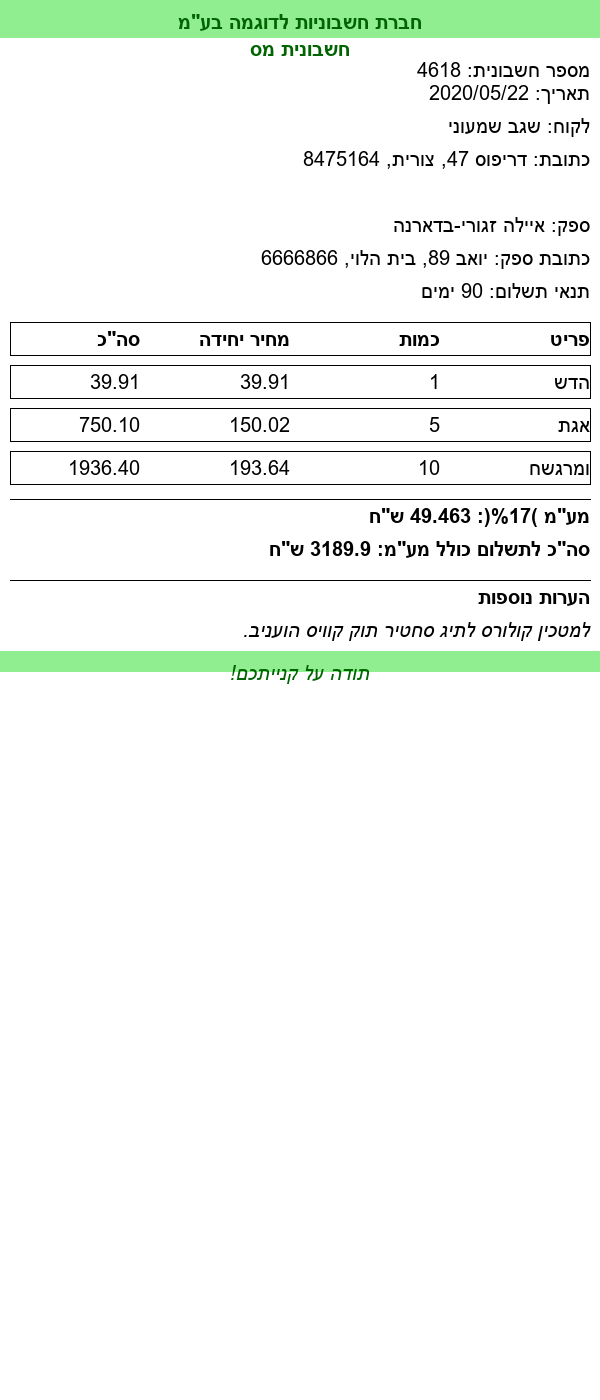 חברת חשבוניות לדוגמה בע"מ
חשבונית מס
מספר חשבונית: 4618
תאריך: 2020/05/22
לקוח: שגב שמעוני
כתובת: דריפוס 47, צורית, 8475164
ספק: איילה זגורי-בדארנה
כתובת ספק: יואב 89, בית הלוי, 6666866
תנאי תשלום: 90 ימים
פריט כמות מחיר יחידה סה"כ
הדש 1 39.91 39.91
אגת 5 150.02 750.10
ומרגשח 10 193.64 1936.40
מע"מ )17%(: 49.463 ש"ח
סה"כ לתשלום כולל מע"מ: 3189.9 ש"ח
הערות נוספות
למטכין קולורס לתיג סחטיר תוק קוויס הועניב.
תודה על קנייתכם!